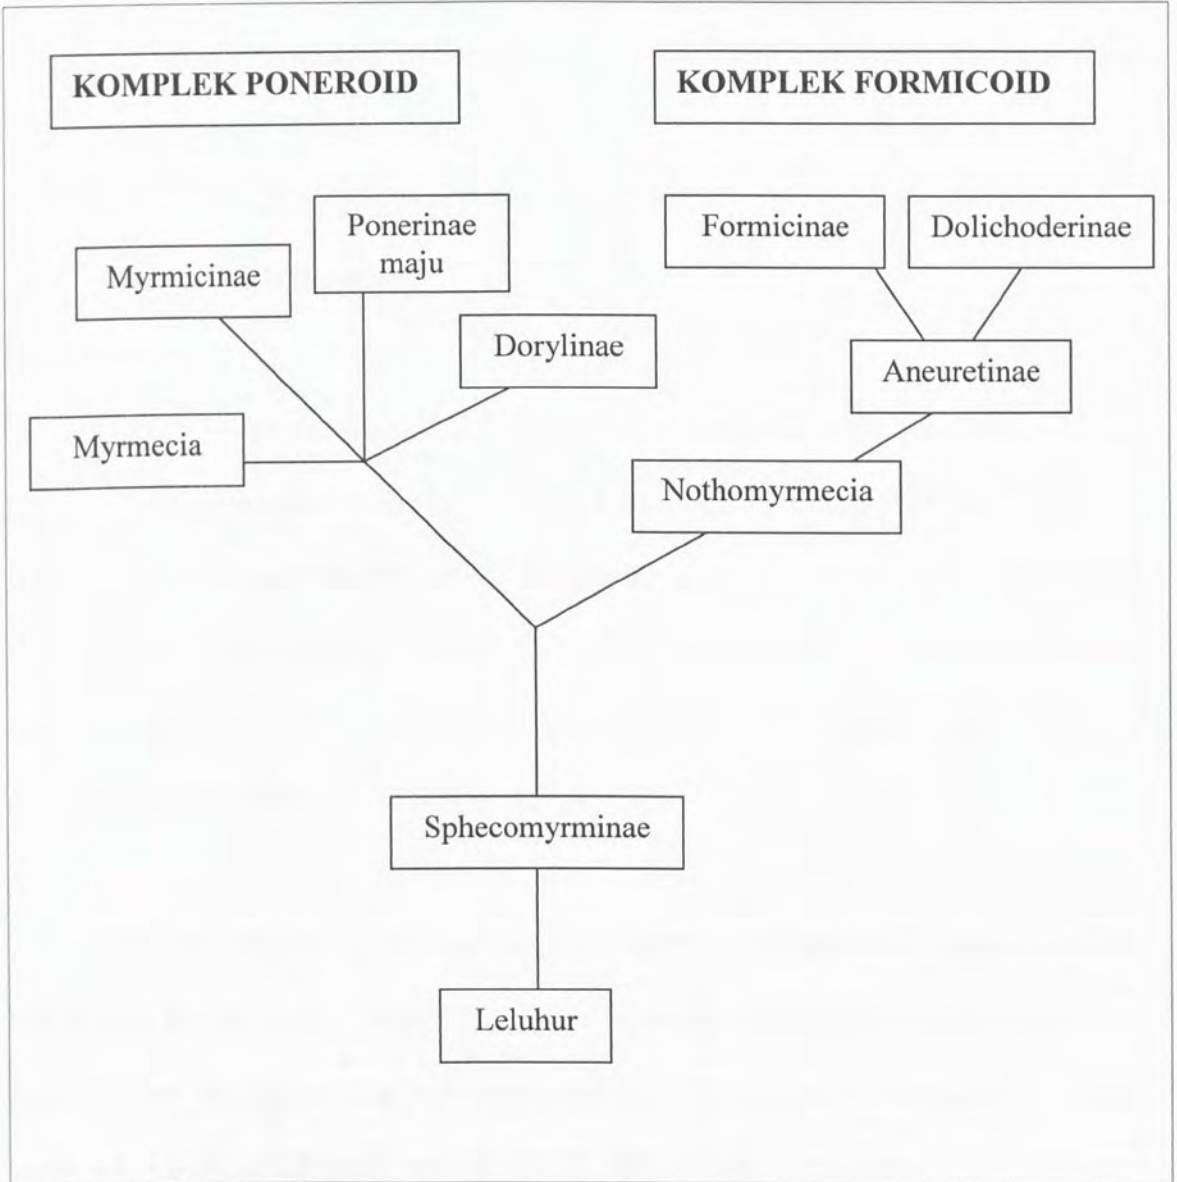 KOMPLEK PONEROID
KOMPLEK FORMICOID
Myrmicinae
Ponerinae
maju
Dorylinae
Myrmecia
Formicinae
Dolichoderinae
Aneuretinae
Nothomyrmecia
Sphecomyrminae
Leluhur